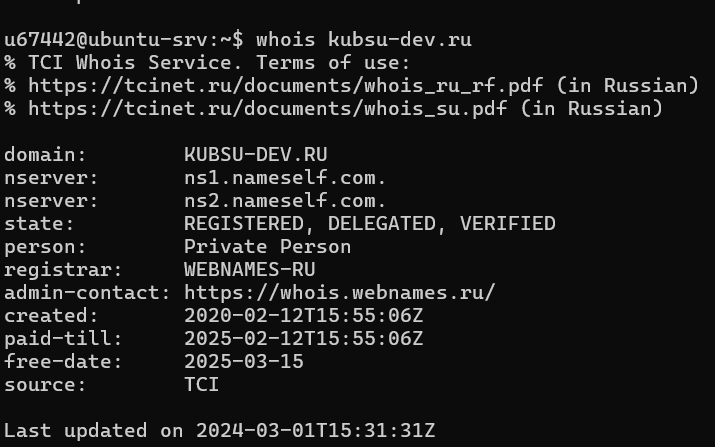 u67442@ubuntu-srv:~$ whois kubsu-dev.ru
% TCI Whois Service. Terms of use:
% https://tcinet.ru/documents/whois_ru_rf.pdf (in Russian)
% https://tcinet.ru/documents/whois_su.pdf (in Russian)

domain:        KUBSU-DEV.RU
nserver:       ns1.nameself.com.
nserver:       ns2.nameself.com.
state:         REGISTERED, DELEGATED, VERIFIED
person:        Private Person
registrar:     WEBNAMES-RU
admin-contact: https://whois.webnames.ru/
created:       2020-02-12T15:55:06Z
paid-till:     2025-02-12T15:55:06Z
free-date:     2025-03-15
source:        TCI

Last updated on 2024-03-01T15:31:31Z